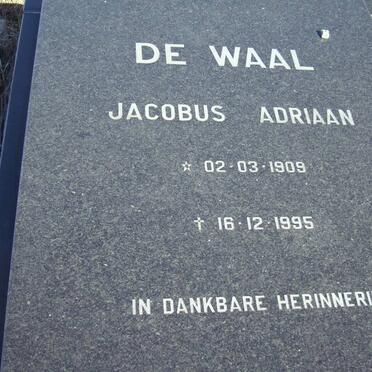 DE WAAL
JACOBUS ADRIAAN
☆ 02·03·1909
† 16·12·1995
IN DANKBARE HERINNERI